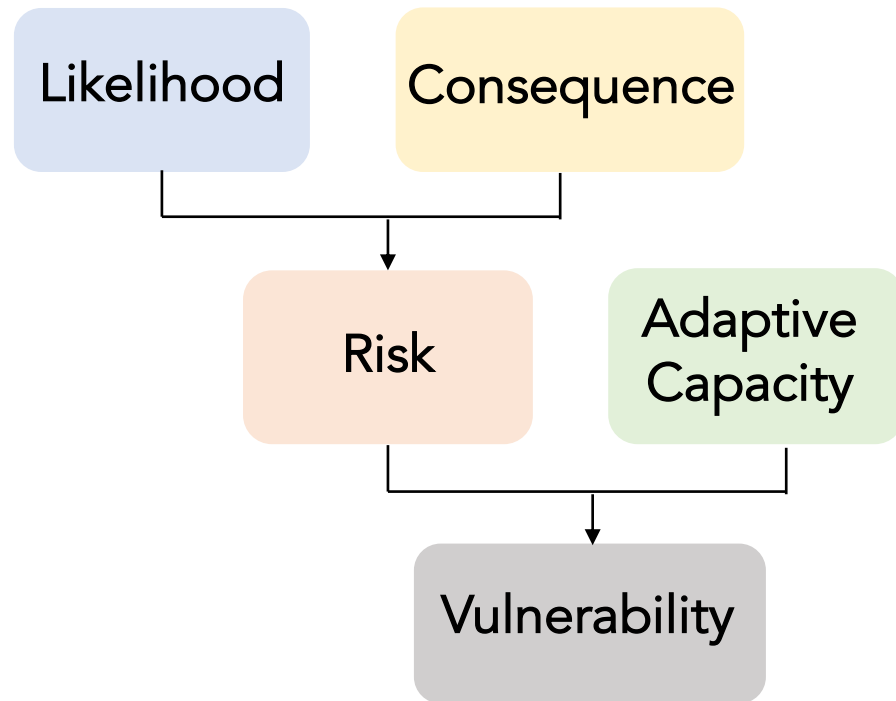 Likelihood
Consequence
Risk
Adaptive
Capacity
Vulnerability